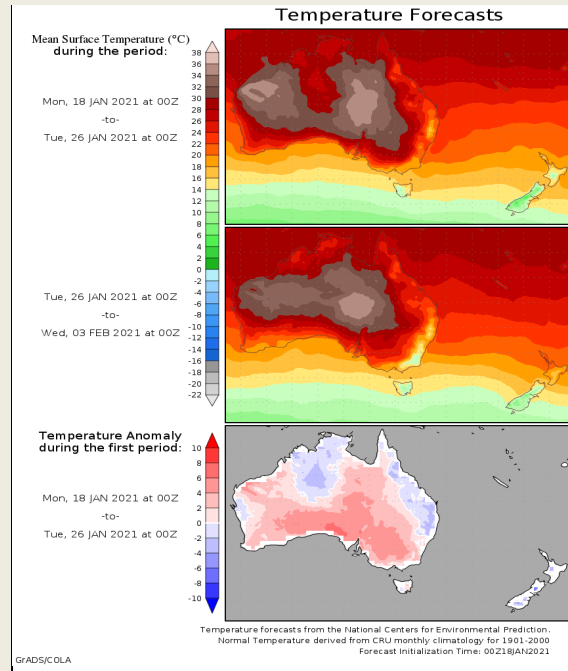 Temperature Forecasts
Mean Surface Temperature (°C)
during the period:
Mon, 18 JAN 2021 at 00Z
-to-
Tue, 26 JAN 2021 at 00Z
38
36
34
32
30
28
26
24
22
20
18
16
14
12
10
8
6
4
2
0
-2
-4
-6
-8
-10
-12
-14
-16
-18
-20
-22
Tue, 26 JAN 2021 at 00Z
-to-
Wed, 03 FEB 2021 at 00Z
Temperature Anomaly
during the first period:
Mon, 18 JAN 2021 at 00Z
-to-
Tue, 26 JAN 2021 at 00Z
10
8
6
4
2
-0
-2
-4
-6
-8
-10
Temperature forecasts from the National Centers for Environmental Prediction.
Normal Temperature derived from CRU monthly climatology for 1901-2000
Forecast Initialization Time: 00Z18JAN2021
GrADS/COLA